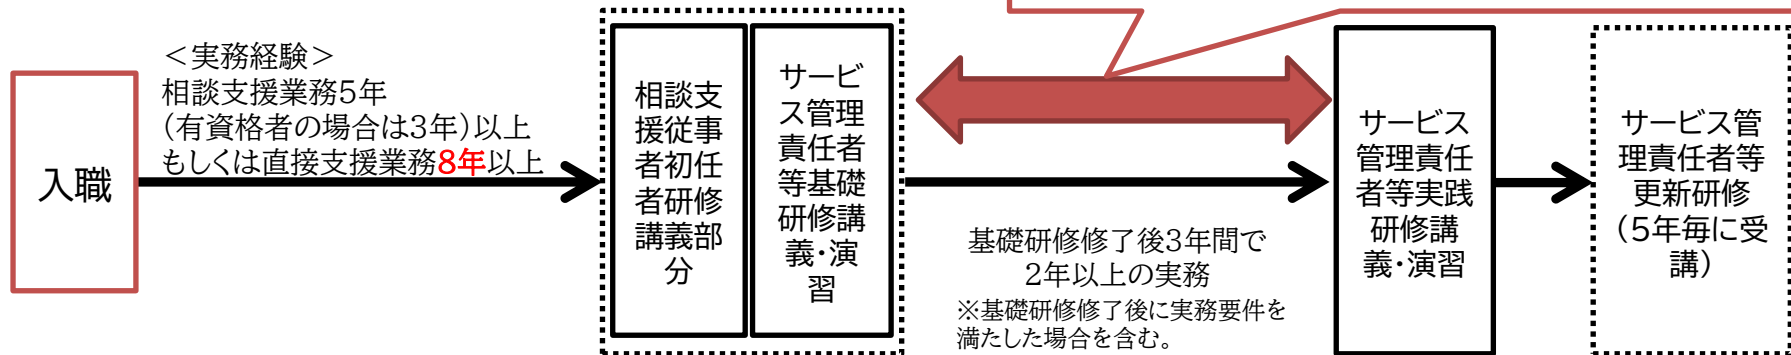 入職
＜実務経験＞
相談支援業務5年
（有資格者の場合は3年）以上
もしくは直接支援業務8年以上
相談支
援従事
者初任
者研修
講義部
分
サービ
ス管理
責任者
等基礎
研修講
義・演
習
基礎研修修了後3年間で
2年以上の実務
※基礎研修修了後に実務要件を
満たした場合を含む。
サービス
管理責任
者等実践
研修講
義・演習
サービス管
理責任者等
更新研修
（5年毎に受
講）